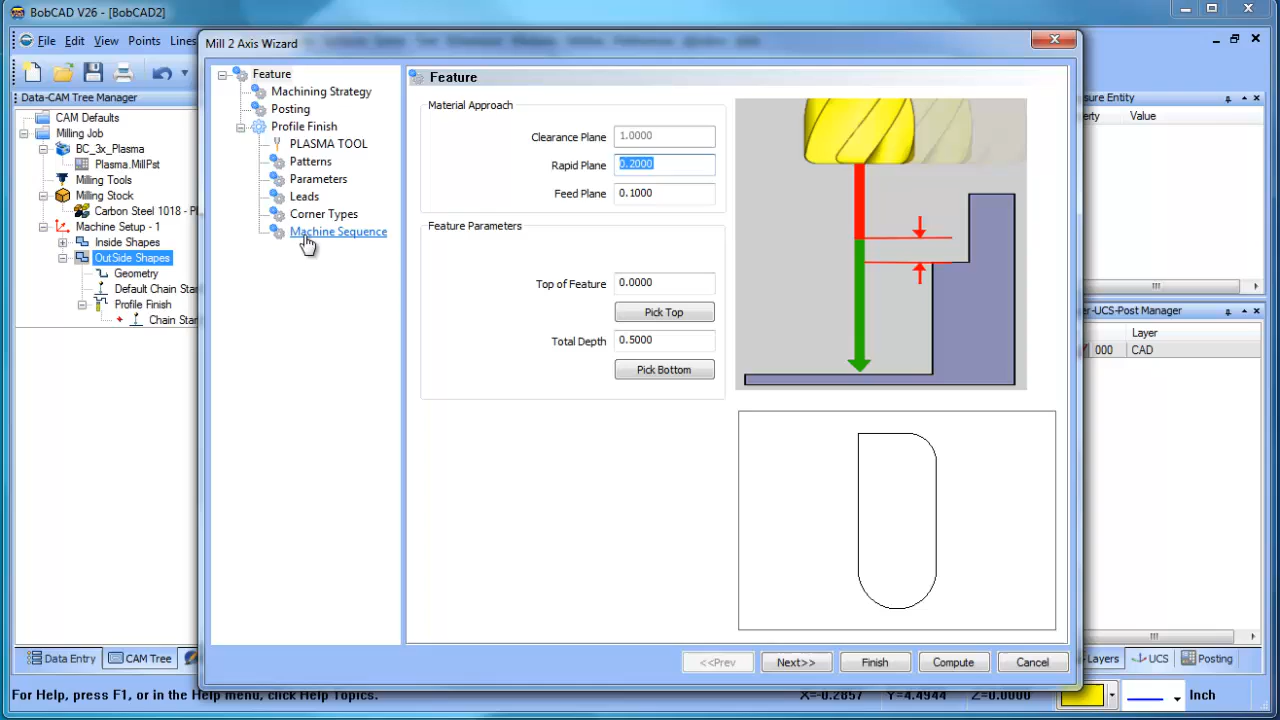 BobCAD V26 - [BobCAD2]
File Edit View Points Lines
Data-CAM Tree Manager
CAM Defaults
Milling Job
BC_3x_Plasma
Plasma.MillPst
Milling Tools
Milling Stock
Carbon Steel 1018 - Pl
Machine Setup - 1
Inside Shapes
OutSide Shapes
Geometry
Default Chain Star
Profile Finish
Chain Star
Data Entry
CAM Tree
Mill 2 Axis Wizard
Feature
Machining Strategy
Posting
Profile Finish
PLASMA TOOL
Patterns
Parameters
Leads
Corner Types
Machine Sequence
Feature
Material Approach
Clearance Plane 1.0000
Rapid Plane 0.2000
Feed Plane 0.1000
Feature Parameters
Top of Feature 0.0000
Pick Top
Total Depth 0.5000
Pick Bottom
<<Prev Next>> Finish Compute Cancel
sure Entity
rty Value
r-UCS-Post Manager
Layer
000 CAD
Layers UCS Posting
For Help, press F1, or in the Help menu, click Help Topics. X=-0.2857 Y=4.4944 Z=0.0000 Inch